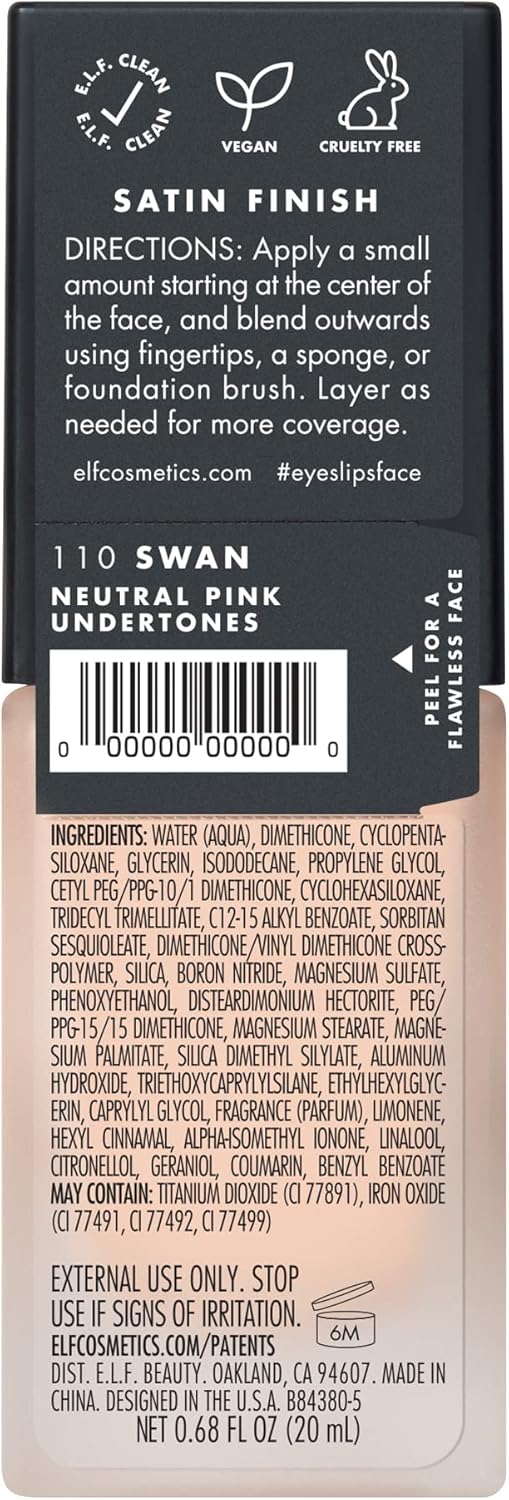 E.L.F. CLEAN
E.L.F. CLEAN
VEGAN
CRUELTY FREE
SATIN FINISH
DIRECTIONS: Apply a small
amount starting at the center of
the face, and blend outwards
using fingertips, a sponge, or
foundation brush. Layer as
needed for more coverage.
elfcosmetics.com #eyeslipsface
110 SWAN
NEUTRAL PINK
UNDERTONES
PEEL FOR A
FLAWLESS FACE
0 00000 00000 0
INGREDIENTS: WATER (AQUA), DIMETHICONE, CYCLOPENTA-
SILOXANE, GLYCERIN, ISODODECANE, PROPYLENE GLYCOL,
CETYL PEG/PPG-10/1 DIMETHICONE, CYCLOHEXASILOXANE,
TRIDECYL TRIMELLITATE, C12-15 ALKYL BENZOATE, SORBITAN
SESQUIOLEATE, DIMETHICONE/VINYL DIMETHICONE CROSS-
POLYMER, SILICA, BORON NITRIDE, MAGNESIUM SULFATE,
PHENOXYETHANOL, DISTEARDIMONIUM HECTORITE, PEG/
PPG-15/15 DIMETHICONE, MAGNESIUM STEARATE, MAGNE-
SIUM PALMITATE, SILICA DIMETHYL SILYLATE, ALUMINUM
HYDROXIDE, TRIETHOXYCAPRYLYLSILANE, ETHYLHEXYLGLYC-
ERIN, CAPRYLYL GLYCOL, FRAGRANCE (PARFUM), LIMONENE,
HEXYL CINNAMAL, ALPHA-ISOMETHYL IONONE, LINALOOL,
CITRONELLOL, GERANIOL, COUMARIN, BENZYL BENZOATE
MAY CONTAIN: TITANIUM DIOXIDE (CI 77891), IRON OXIDE
(CI 77491, CI 77492, CI 77499)
EXTERNAL USE ONLY. STOP
USE IF SIGNS OF IRRITATION.
6M
ELFCOSMETICS.COM/PATENTS
DIST. E.L.F. BEAUTY. OAKLAND, CA 94607. MADE IN
CHINA. DESIGNED IN THE U.S.A. B84380-5
NET 0.68 FL OZ (20 mL)